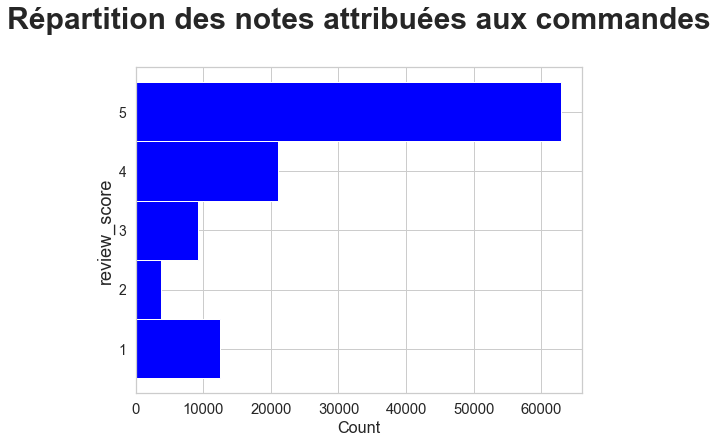 Répartition des notes attribuées aux commandes
5
4
3
2
1
review_score
0 10000 20000 30000 40000 50000 60000
Count